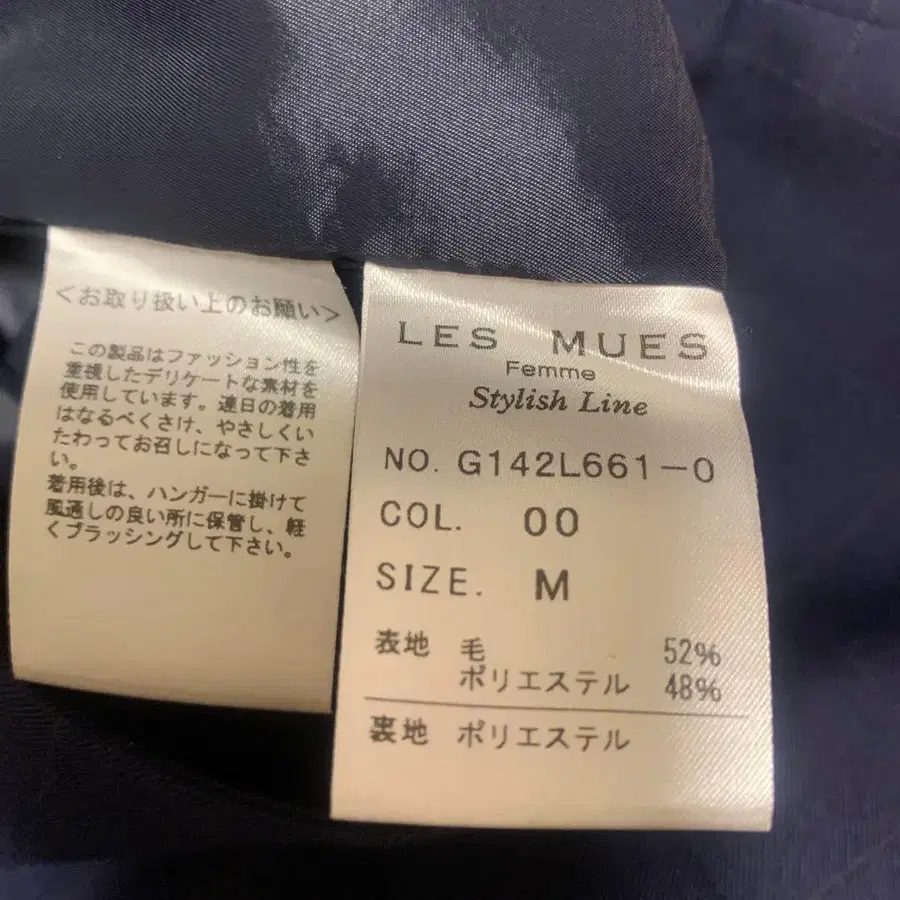 ＜お取り扱い上のお願い＞
この製品はファッション性を
重視したデリケートな素材を
使用しています。連日の着用
はなるべくさけ、やさしくい
たわってお召しになって下さ
い。
着用後は、ハンガーに掛けて
風通しの良い所に保管し、軽
くブラッシングして下さい。
LES MUES
Femme
Stylish Line
NO. G142L661-0
COL. 00
SIZE. M
表地 毛 52%
ポリエステル 48%
裏地 ポリエステル